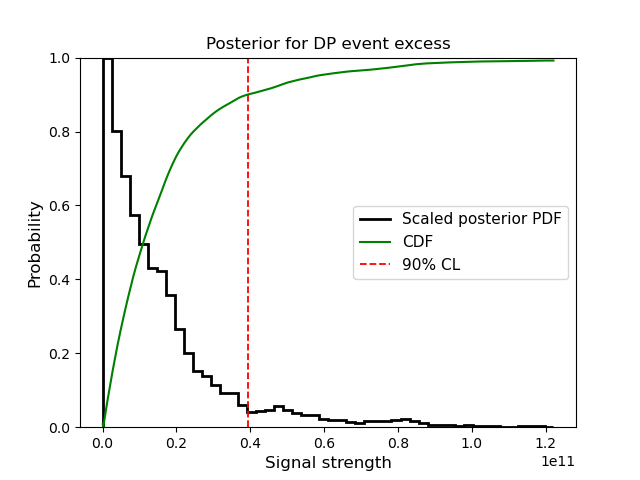 Posterior for DP event excess
1.0
0.8
0.6
0.4
0.2
0.0
Probability
Scaled posterior PDF
CDF
90% CL
0.0 0.2 0.4 0.6 0.8 1.0 1.2
1e11
Signal strength